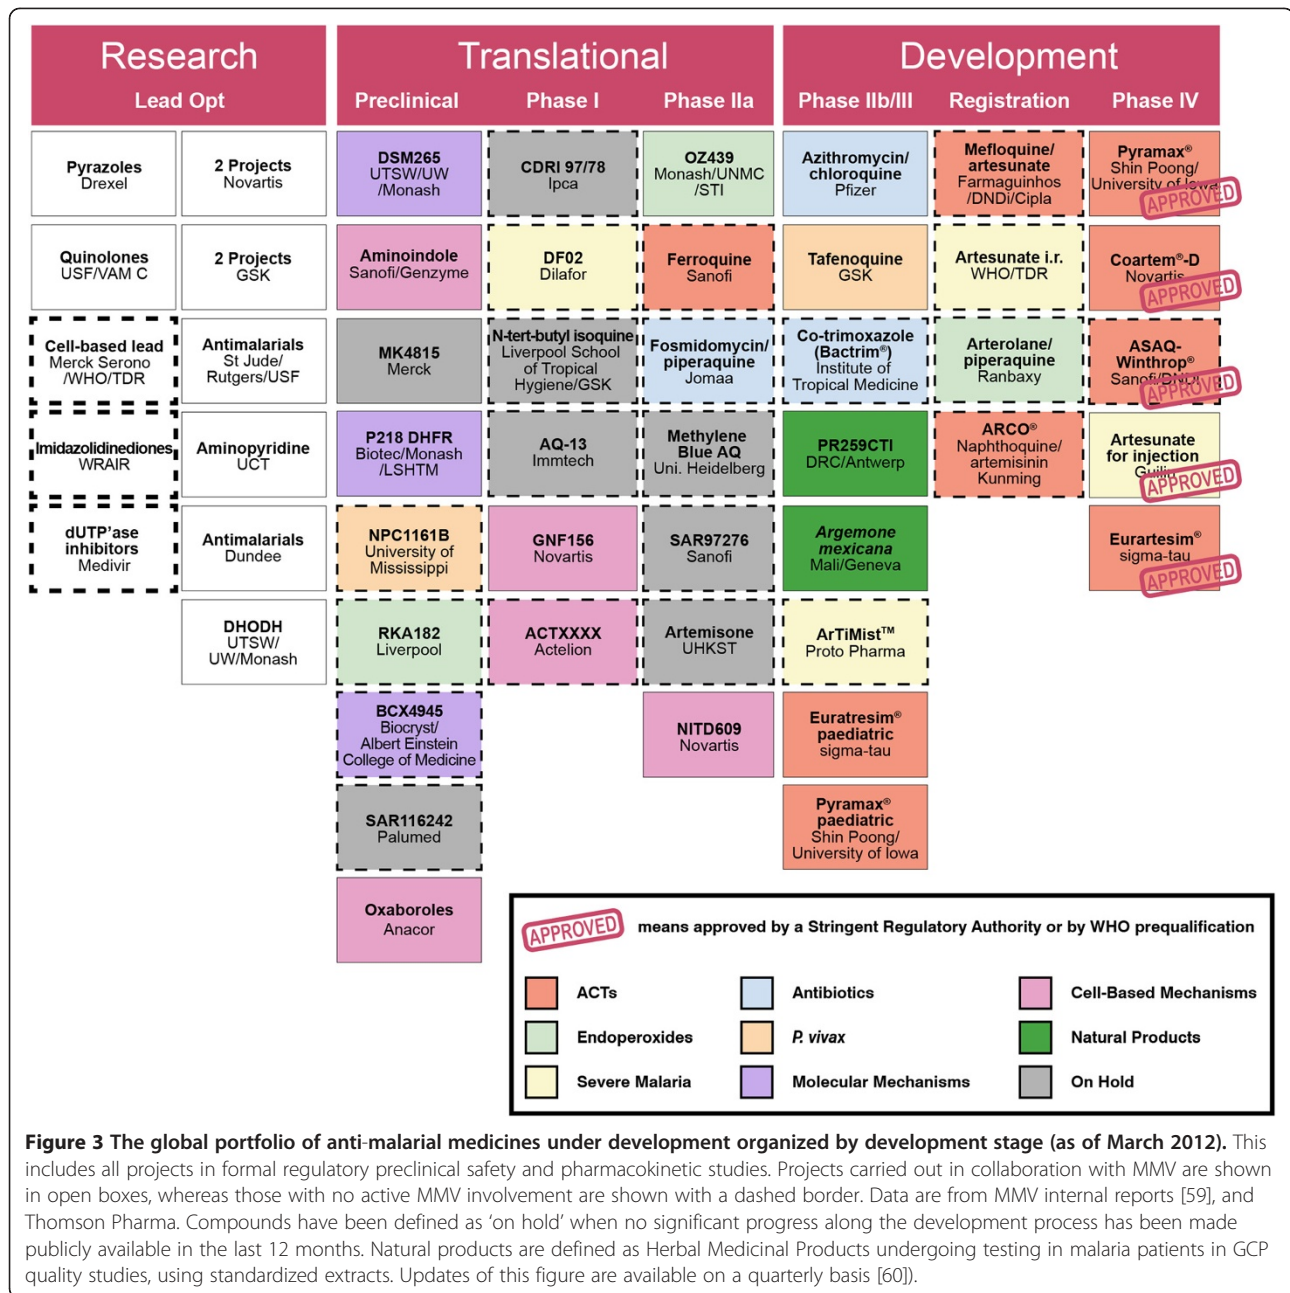 Research
Translational
Development
Lead Opt
Preclinical
Phase I
Phase IIa
Phase IIb/III
Registration
Phase IV
Pyrazoles
Drexel
2 Projects
Novartis
DSM265
UTSW/UW
/Monash
CDRI 97/78
Ipca
OZ439
Monash/UNMC
/STI
Azithromycin/
chloroquine
Pfizer
Mefloquine/
artesunate
Farmaguinhos
/DNDi/Cipla
Pyramax®
Shin Poong/
University of Iowa
APPROVED
Quinolones
USF/VAM C
2 Projects
GSK
Aminoindole
Sanofi/Genzyme
DF02
Dilafor
Ferroquine
Sanofi
Tafenoquine
GSK
Artesunate i.r.
WHO/TDR
Coartem®-D
Novartis
APPROVED
Cell-based lead
Merck Serono
/WHO/TDR
Antimalarials
St Jude/
Rutgers/USF
MK4815
Merck
N-tert-butyl isoquine
Liverpool School
of Tropical
Hygiene/GSK
Fosmidomycin/
piperaquine
Jomaa
Co-trimoxazole
(Bactrim®)
Institute of
Tropical Medicine
Arterolane/
piperaquine
Ranbaxy
ASAQ-
Winthrop®
Sanofi/DNDi
APPROVED
Imidazolidinediones
WRAIR
Aminopyridine
UCT
P218 DHFR
Biotec/Monash
/LSHTM
AQ-13
Immtech
Methylene
Blue AQ
Uni. Heidelberg
PR259CTI
DRC/Antwerp
ARCO®
Naphthoquine/
artemisinin
Kunming
Artesunate
for injection
Guilin
APPROVED
dUTP'ase
inhibitors
Medivir
Antimalarials
Dundee
NPC1161B
University of
Mississippi
GNF156
Novartis
SAR97276
Sanofi
Argemone
mexicana
Mali/Geneva
Eurartesim®
sigma-tau
APPROVED
DHODH
UTSW/
UW/Monash
RKA182
Liverpool
ACTXXXX
Actelion
Artemisone
UHKST
ArTiMist™
Proto Pharma
BCX4945
Biocryst/
Albert Einstein
College of Medicine
NITD609
Novartis
Euratresim®
paediatric
sigma-tau
SAR116242
Palumed
Pyramax®
paediatric
Shin Poong/
University of Iowa
Oxaboroles
Anacor
APPROVED means approved by a Stringent Regulatory Authority or by WHO prequalification
ACTs
Antibiotics
Cell-Based Mechanisms
Endoperoxides
P. vivax
Natural Products
Severe Malaria
Molecular Mechanisms
On Hold
Figure 3 The global portfolio of anti-malarial medicines under development organized by development stage (as of March 2012). This
includes all projects in formal regulatory preclinical safety and pharmacokinetic studies. Projects carried out in collaboration with MMV are shown
in open boxes, whereas those with no active MMV involvement are shown with a dashed border. Data are from MMV internal reports [59], and
Thomson Pharma. Compounds have been defined as 'on hold' when no significant progress along the development process has been made
publicly available in the last 12 months. Natural products are defined as Herbal Medicinal Products undergoing testing in malaria patients in GCP
quality studies, using standardized extracts. Updates of this figure are available on a quarterly basis [60]).